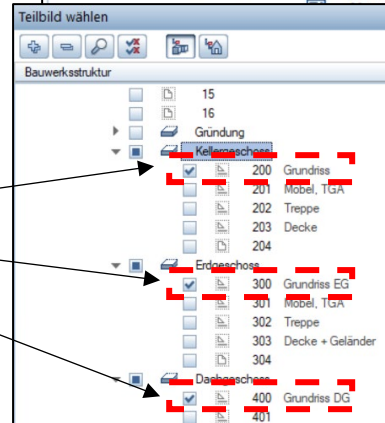 Teilbild wählen
Bauwerksstruktur
15
16
Gründung
Kellergeschoss
200 Grundriss
201 Möbel, TGA
202 Treppe
203 Decke
204
Erdgeschoss
300 Grundriss EG
301 Möbel, TGA
302 Treppe
303 Decke + Geländer
304
Dachgeschoss
400 Grundriss DG
401